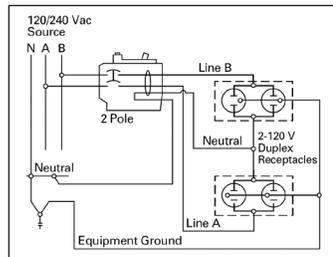 120/240 Vac
Source
N A B
Line B
2 Pole
Neutral
2-120 V
Duplex
Receptacles
Neutral
Line A
Equipment Ground